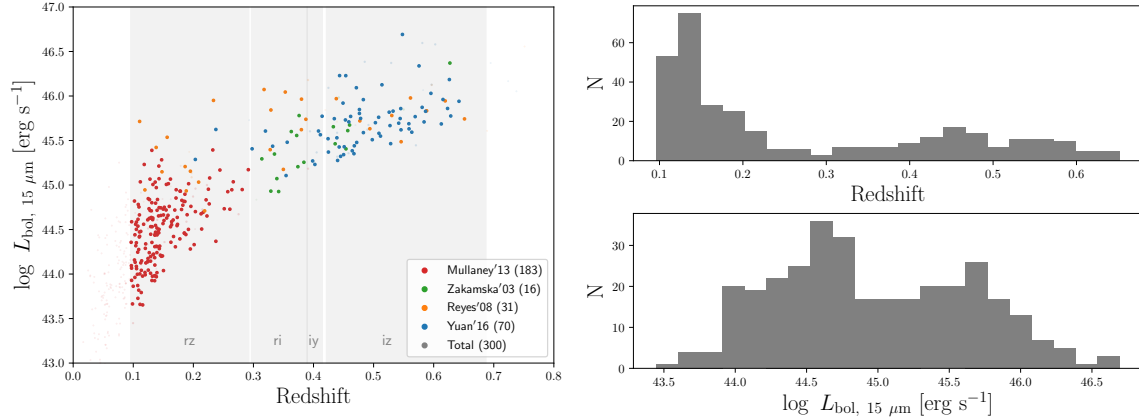 47.0
46.5
46.0
45.5
45.0
44.5
44.0
43.5
43.0
log L_bol, 15 μm [erg s⁻¹]
rz
ri
iy
iz
Mullaney'13 (183)
Zakamska'03 (16)
Reyes'08 (31)
Yuan'16 (70)
Total (300)
0.0 0.1 0.2 0.3 0.4 0.5 0.6 0.7 0.8
Redshift
60
40
20
0
N
0.1 0.2 0.3 0.4 0.5 0.6
Redshift
30
20
10
0
N
43.5 44.0 44.5 45.0 45.5 46.0 46.5
log L_bol, 15 μm [erg s⁻¹]